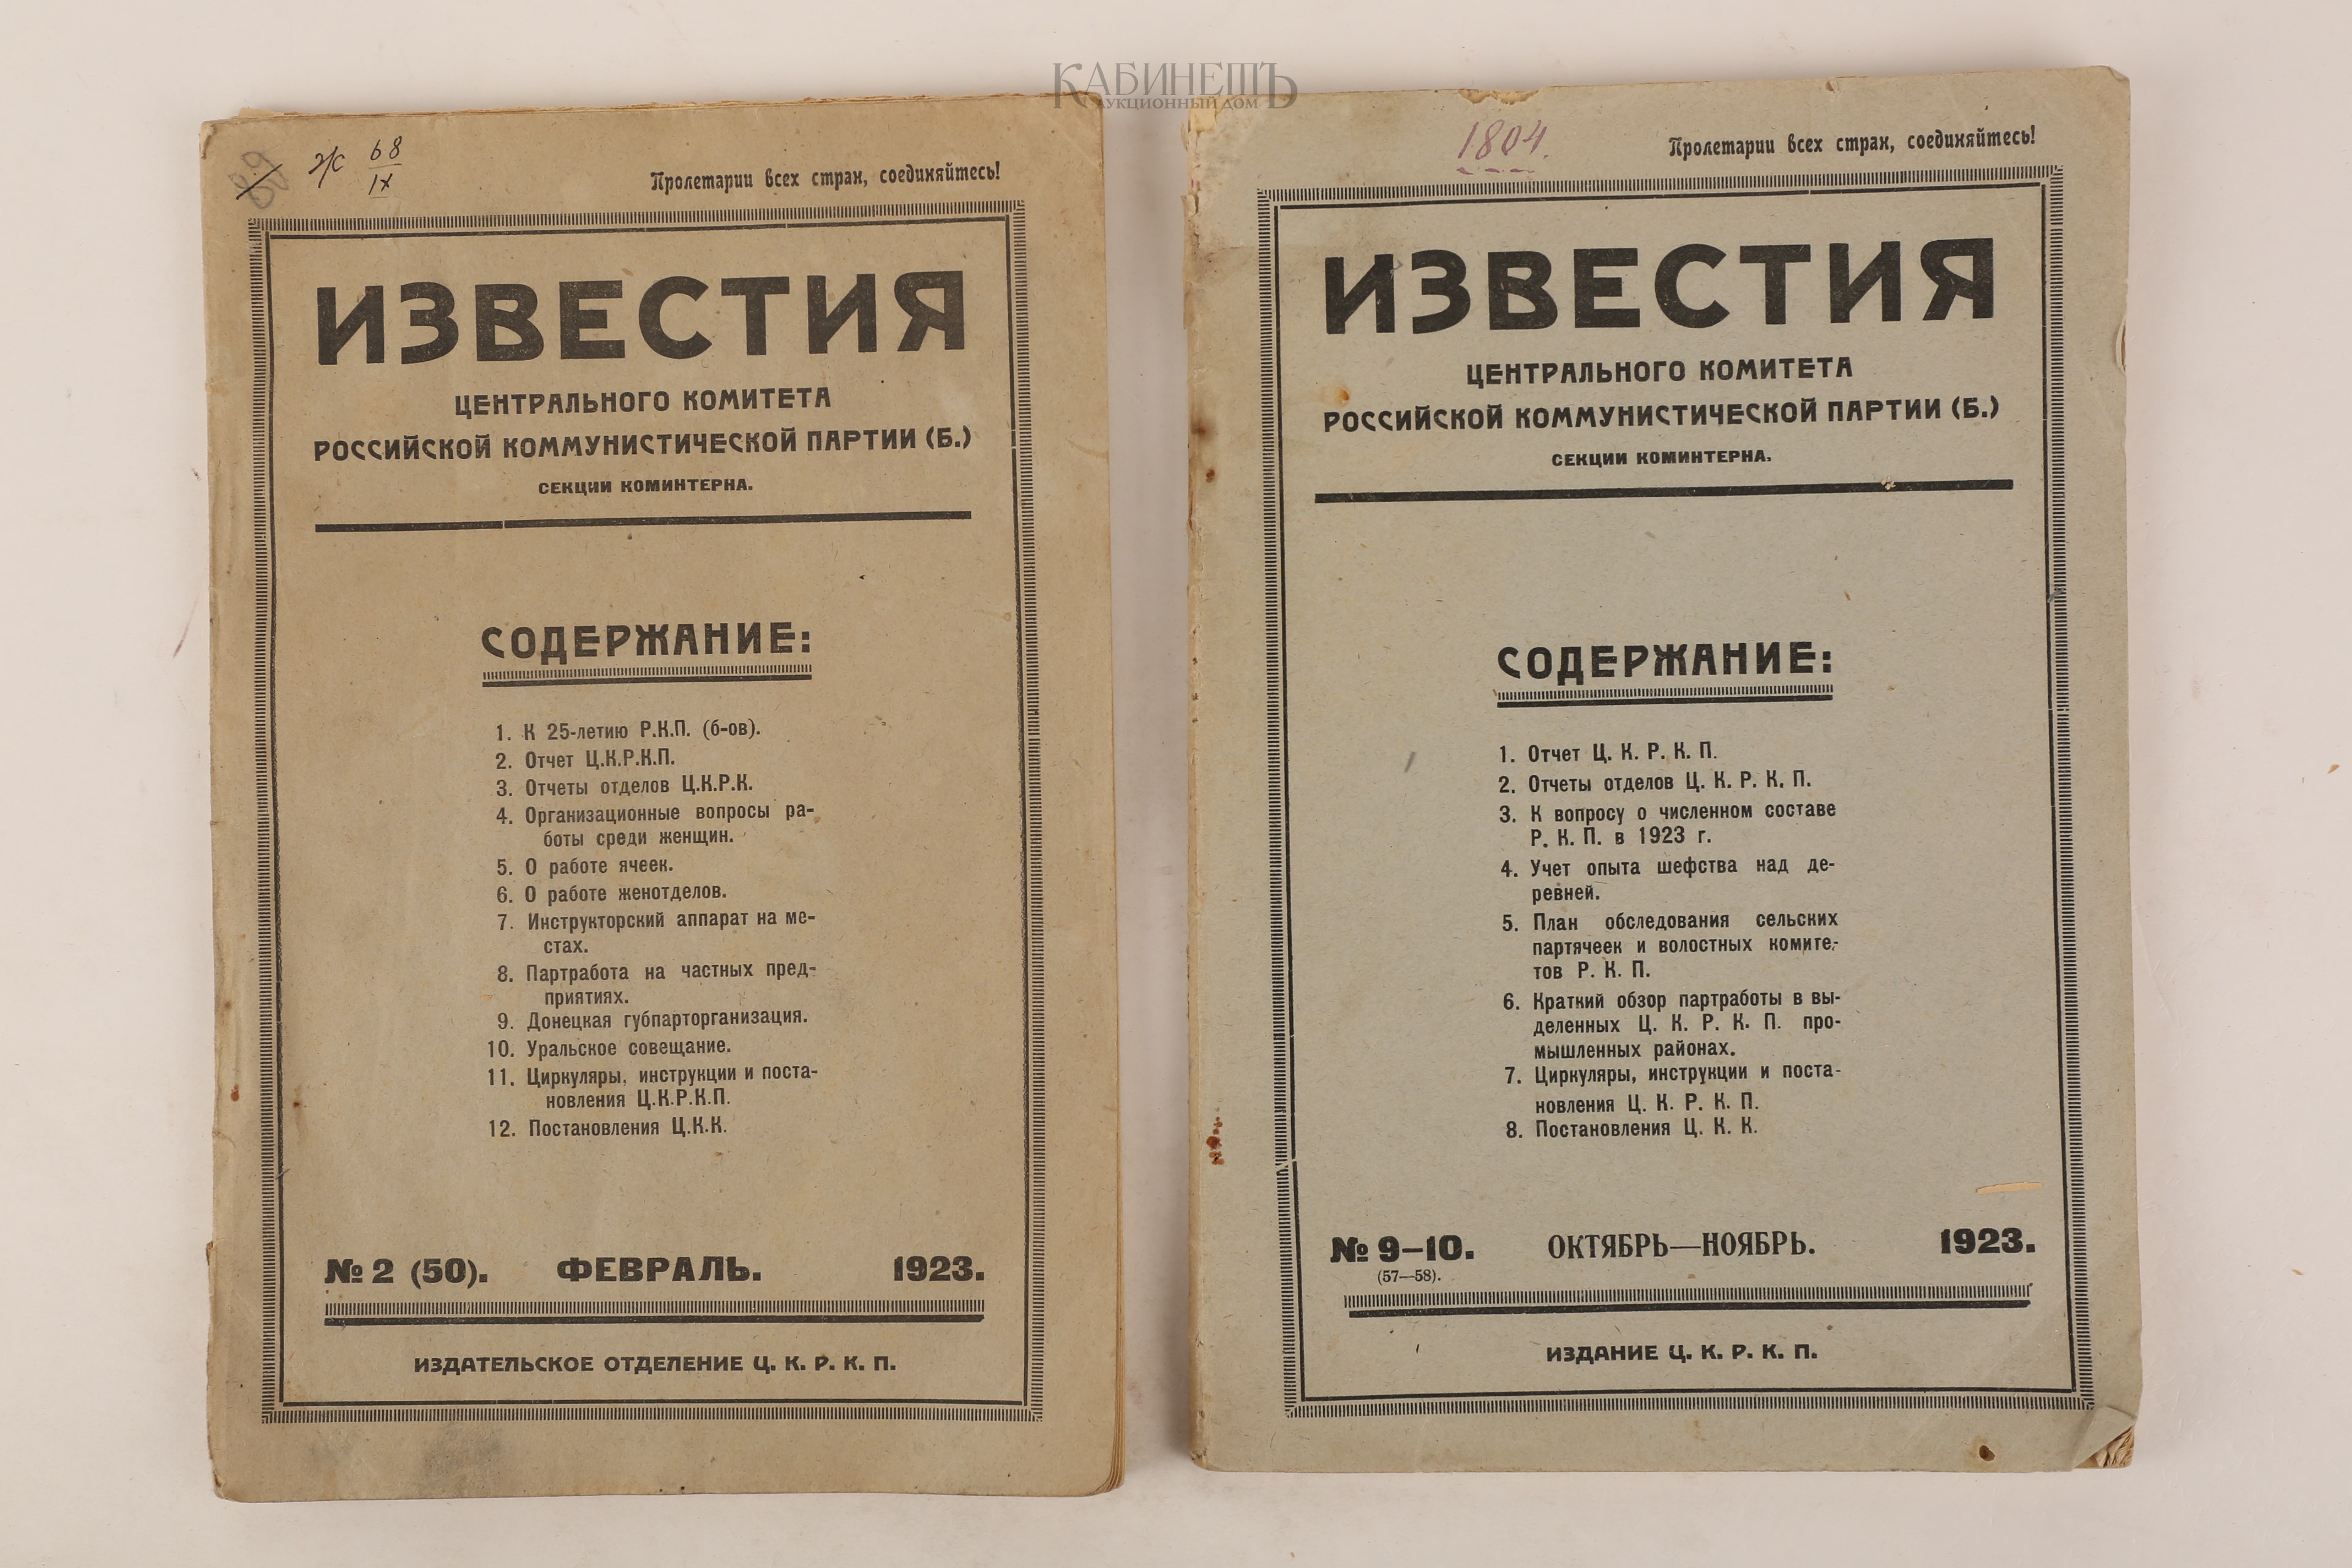 КАБИНЕТЪ
АУКЦИОННЫЙ ДОМ
Ж 68
IX
Пролетарии всех стран, соединяйтесь!
ИЗВЕСТИЯ
ЦЕНТРАЛЬНОГО КОМИТЕТА
РОССИЙСКОЙ КОММУНИСТИЧЕСКОЙ ПАРТИИ (Б.)
СЕКЦИИ КОМИНТЕРНА.
СОДЕРЖАНИЕ:
1. К 25-летию Р.К.П. (б-ов).
2. Отчет Ц.К.Р.К.П.
3. Отчеты отделов Ц.К.Р.К.
4. Организационные вопросы ра-
боты среди женщин.
5. О работе ячеек.
6. О работе женотделов.
7. Инструкторский аппарат на ме-
стах.
8. Партработа на частных пред-
приятиях.
9. Донецкая губпарторганизация.
10. Уральское совещание.
11. Циркуляры, инструкции и поста-
новления Ц.К.Р.К.П.
12. Постановления Ц.К.К.
№ 2 (50). ФЕВРАЛЬ. 1923.
ИЗДАТЕЛЬСКОЕ ОТДЕЛЕНИЕ Ц. К. Р. К. П.
1804.
Пролетарии всех стран, соединяйтесь!
ИЗВЕСТИЯ
ЦЕНТРАЛЬНОГО КОМИТЕТА
РОССИЙСКОЙ КОММУНИСТИЧЕСКОЙ ПАРТИИ (Б.)
СЕКЦИИ КОМИНТЕРНА.
СОДЕРЖАНИЕ:
1. Отчет Ц. К. Р. К. П.
2. Отчеты отделов Ц. К. Р. К. П.
3. К вопросу о численном составе
Р. К. П. в 1923 г.
4. Учет опыта шефства над де-
ревней.
5. План обследования сельских
партячеек и волостных комите-
тов Р. К. П.
6. Краткий обзор партработы в вы-
деленных Ц. К. Р. К. П. про-
мышленных районах.
7. Циркуляры, инструкции и поста-
новления Ц. К. Р. К. П.
8. Постановления Ц. К. К.
№ 9–10. ОКТЯБРЬ—НОЯБРЬ. 1923.
(57—58).
ИЗДАНИЕ Ц. К. Р. К. П.